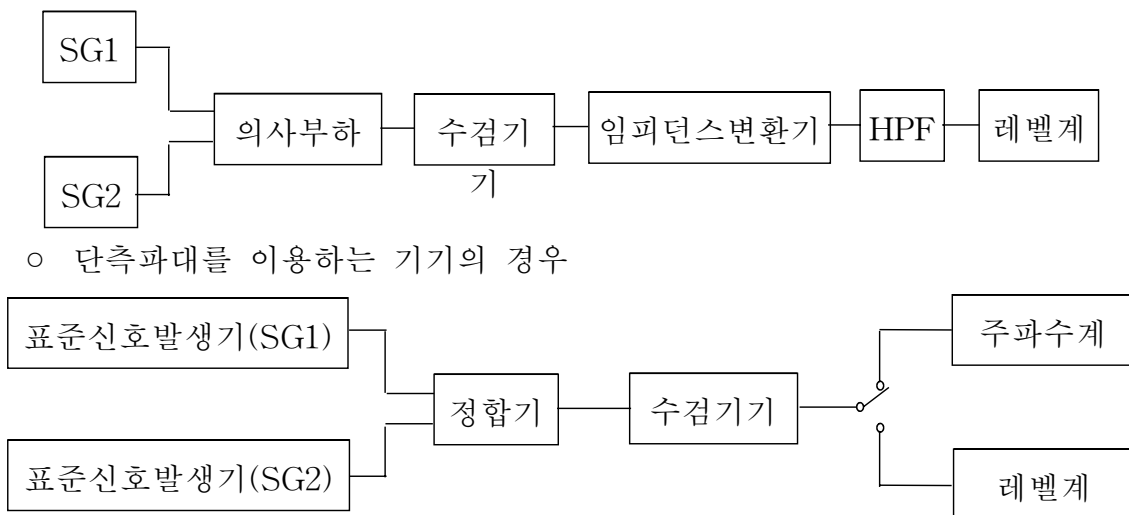 SG1
의사부하 수검기기 임피던스변환기 HPF 레벨계
SG2
○ 단측파대를 이용하는 기기의 경우
표준신호발생기(SG1) 주파수계
정합기 수검기기
표준신호발생기(SG2) 레벨계